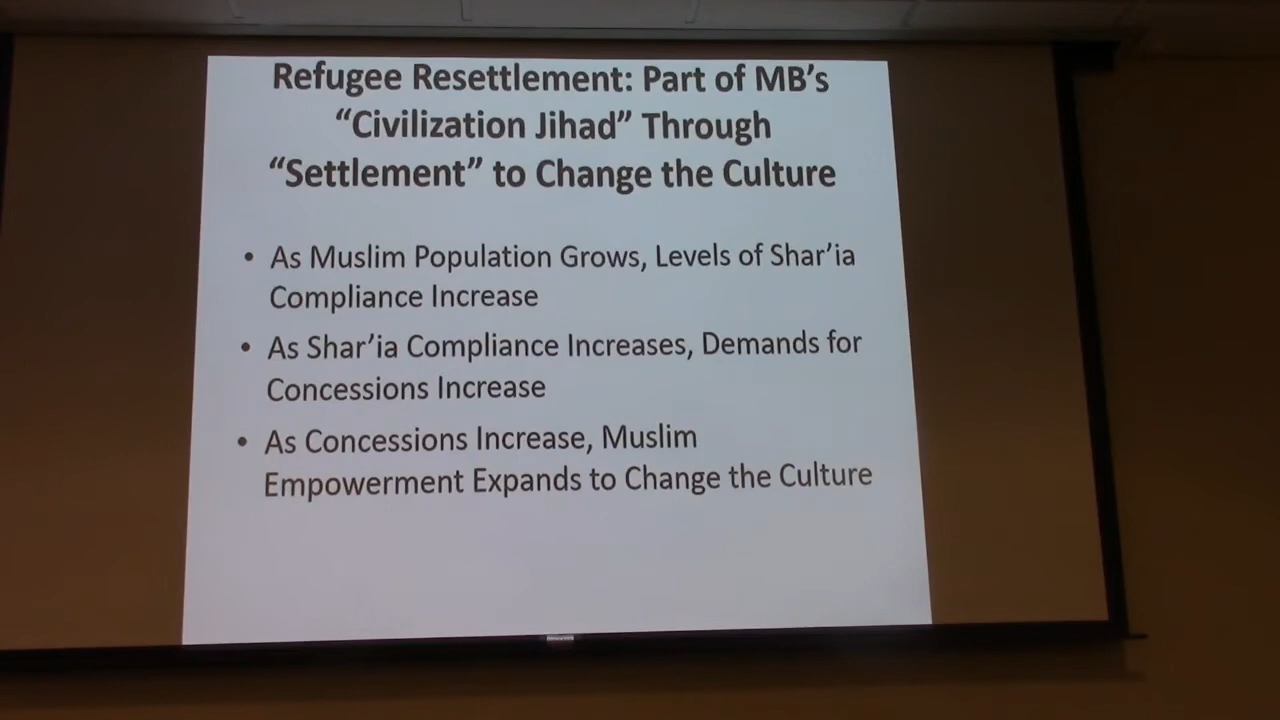 Refugee Resettlement: Part of MB’s
“Civilization Jihad” Through
“Settlement” to Change the Culture
• As Muslim Population Grows, Levels of Shar’ia
Compliance Increase
• As Shar’ia Compliance Increases, Demands for
Concessions Increase
• As Concessions Increase, Muslim
Empowerment Expands to Change the Culture